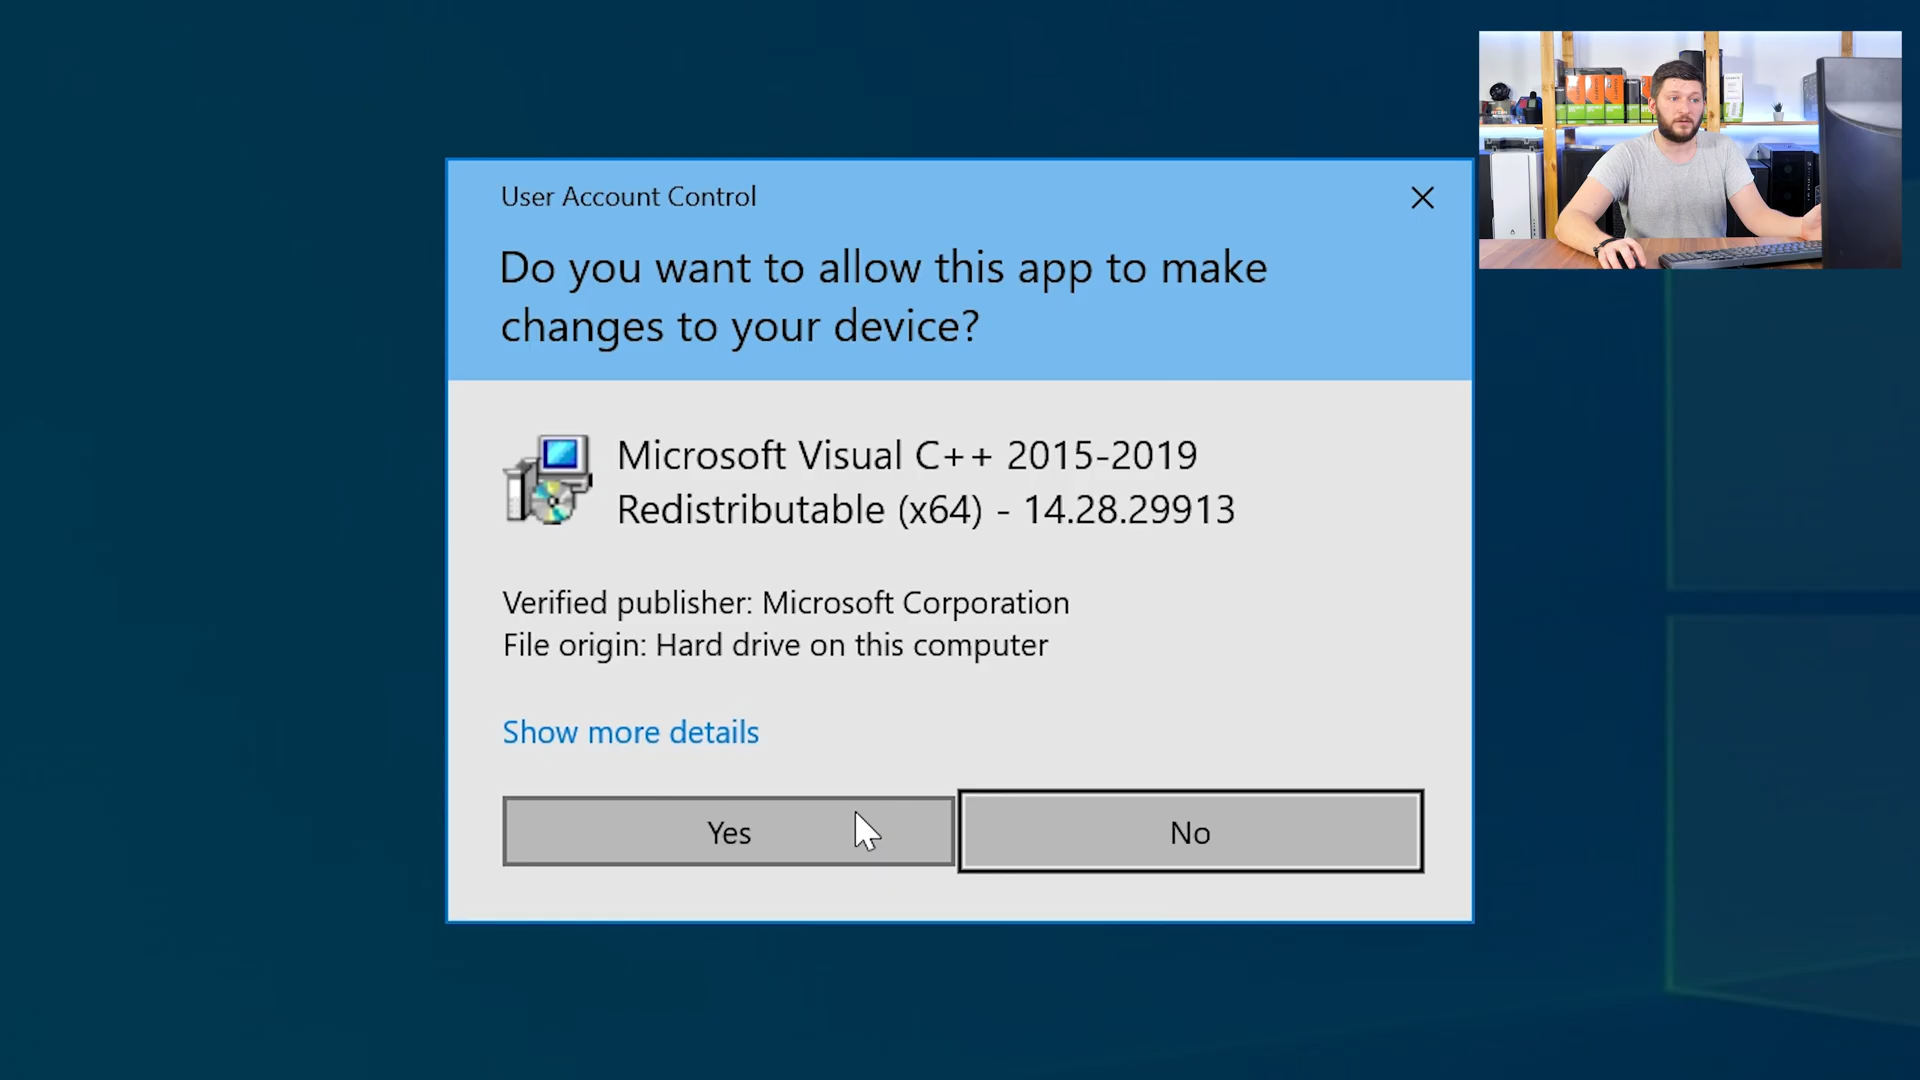 User Account Control
Do you want to allow this app to make
changes to your device?
Microsoft Visual C++ 2015-2019
Redistributable (x64) - 14.28.29913
Verified publisher: Microsoft Corporation
File origin: Hard drive on this computer
Show more details
Yes
No